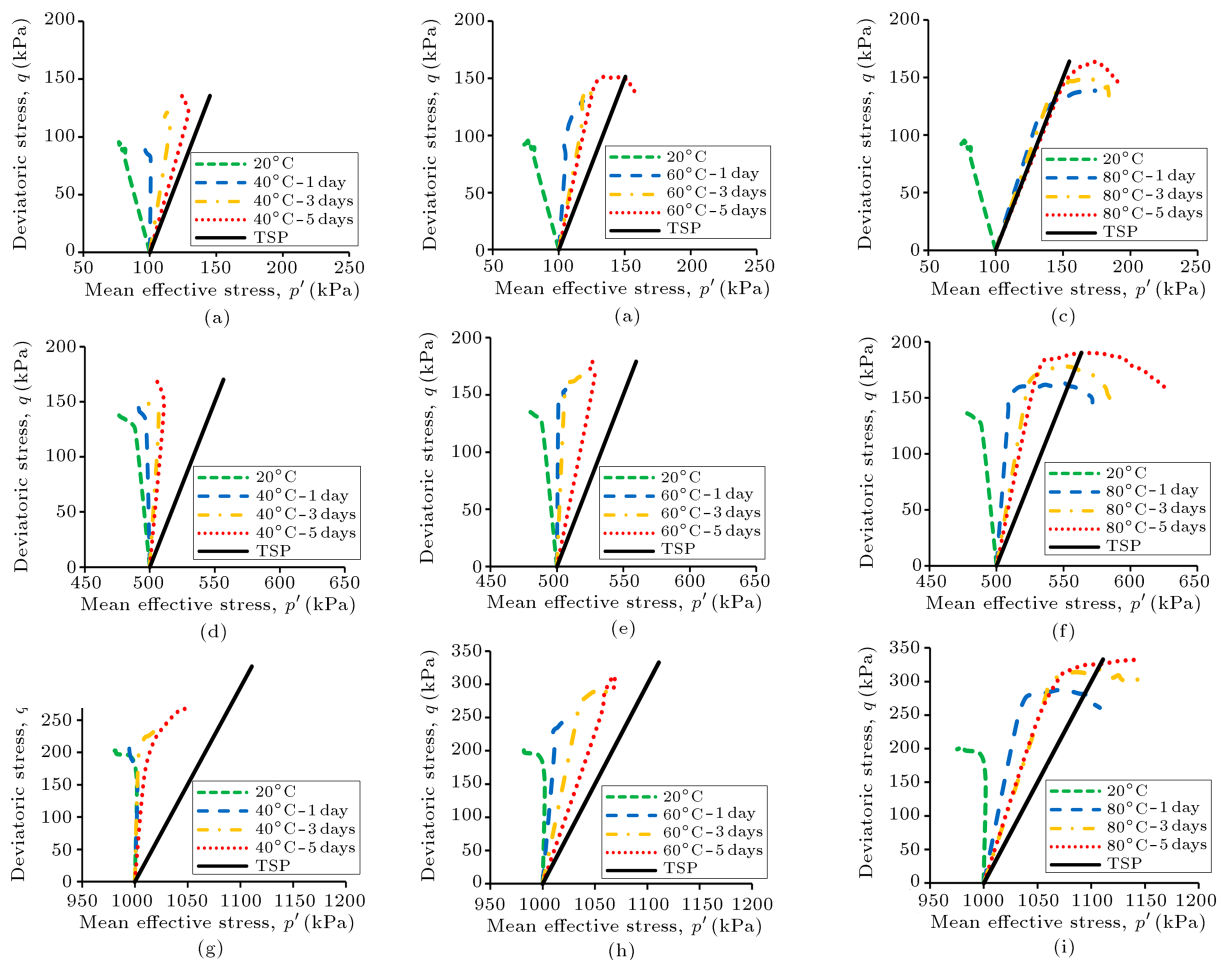 Deviatoric stress, q (kPa)
200
150
100
50
0
20°C
40°C-1 day
40°C-3 days
40°C-5 days
TSP
50 100 150 200 250
Mean effective stress, p′ (kPa)
(a)
Deviatoric stress, q (kPa)
200
150
100
50
0
20°C
60°C-1 day
60°C-3 days
60°C-5 days
TSP
50 100 150 200 250
Mean effective stress, p′ (kPa)
(a)
Deviatoric stress, q (kPa)
200
150
100
50
0
20°C
80°C-1 day
80°C-3 days
80°C-5 days
TSP
50 100 150 200 250
Mean effective stress, p′ (kPa)
(c)
Deviatoric stress, q (kPa)
200
150
100
50
0
20°C
40°C-1 day
40°C-3 days
40°C-5 days
TSP
450 500 550 600 650
Mean effective stress, p′ (kPa)
(d)
Deviatoric stress, q (kPa)
200
150
100
50
0
20°C
60°C-1 day
60°C-3 days
60°C-5 days
TSP
450 500 550 600 650
Mean effective stress, p′ (kPa)
(e)
Deviatoric stress, q (kPa)
200
150
100
50
0
20°C
80°C-1 day
80°C-3 days
80°C-5 days
TSP
450 500 550 600 650
Mean effective stress, p′ (kPa)
(f)
Deviatoric stress,
250
200
150
100
50
0
20°C
40°C-1 day
40°C-3 days
40°C-5 days
TSP
950 1000 1050 1100 1150 1200
Mean effective stress, p′ (kPa)
(g)
Deviatoric stress, q (kPa)
350
300
250
200
150
100
50
0
20°C
60°C-1 day
60°C-3 days
60°C-5 days
TSP
950 1000 1050 1100 1150 1200
Mean effective stress, p′ (kPa)
(h)
Deviatoric stress, q (kPa)
350
300
250
200
150
100
50
0
20°C
80°C-1 day
80°C-3 days
80°C-5 days
TSP
950 1000 1050 1100 1150 1200
Mean effective stress, p′ (kPa)
(i)